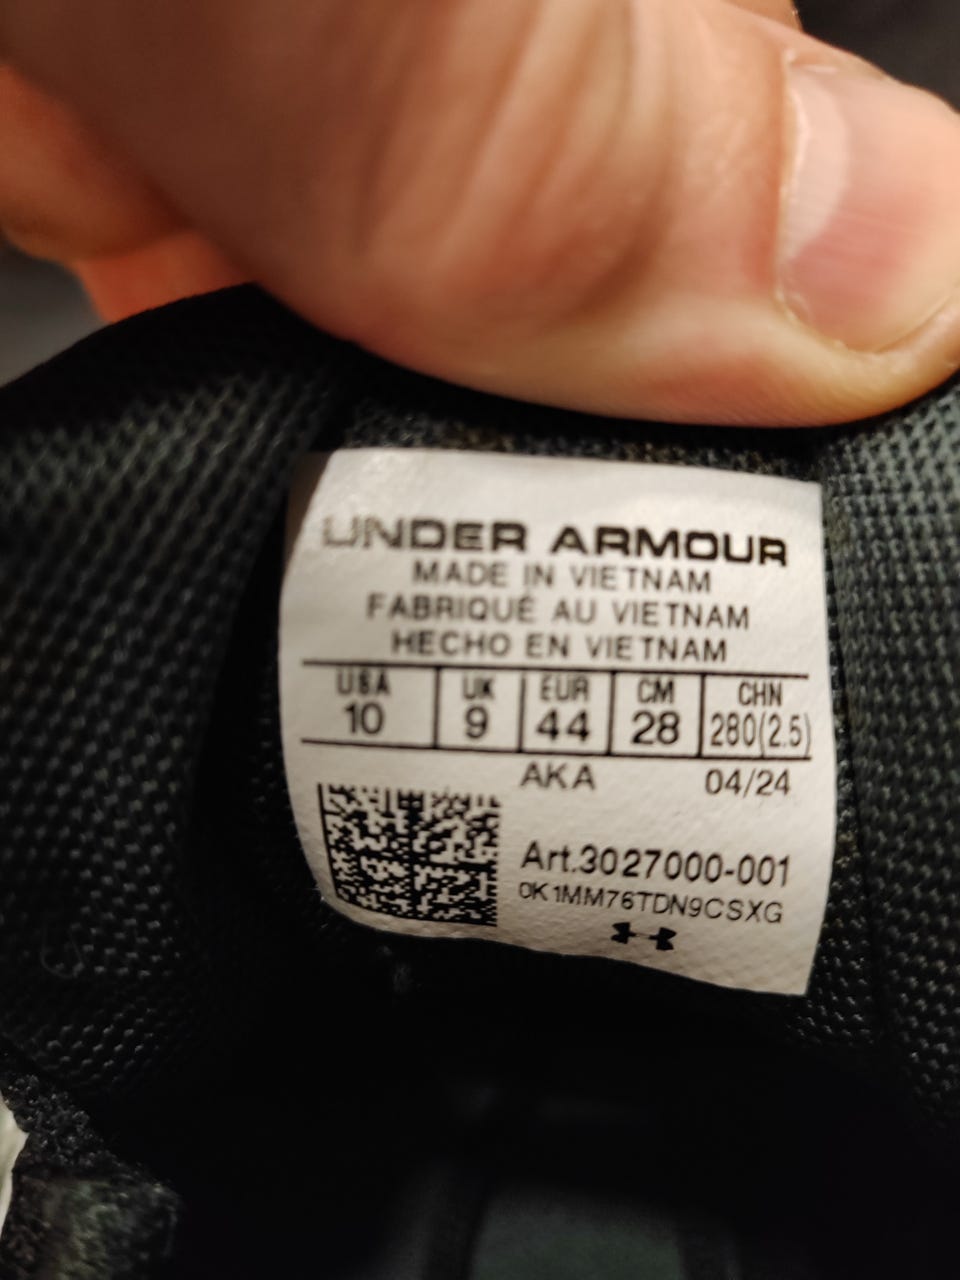 UNDER ARMOUR
MADE IN VIETNAM
FABRIQUÉ AU VIETNAM
HECHO EN VIETNAM
USA UK EUR CM CHN
10 9 44 28 280(2.5)
AKA 04/24
Art.3027000-001
0K1MM76TDN9CSXG